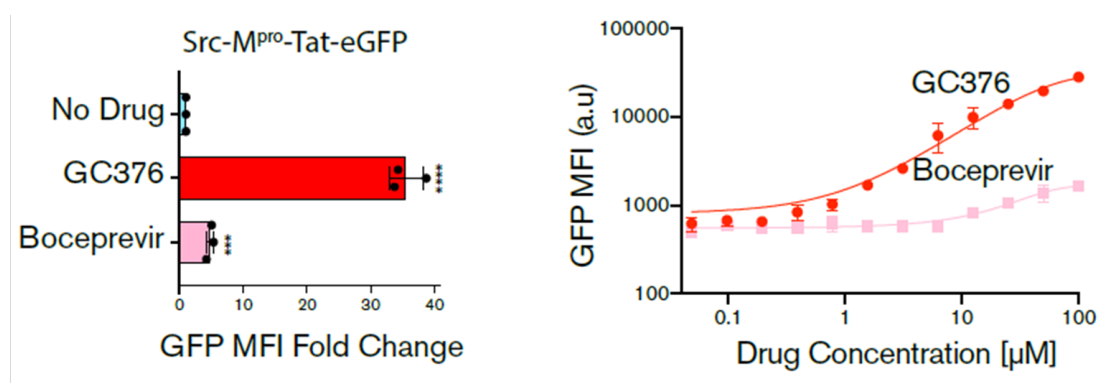 Src-Mᵖʳᵒ-Tat-eGFP
No Drug
GC376
****
Boceprevir
***
0 10 20 30 40
GFP MFI Fold Change
100000
10000
1000
100
GFP MFI (a.u)
GC376
Boceprevir
0.1 1 10 100
Drug Concentration [µM]